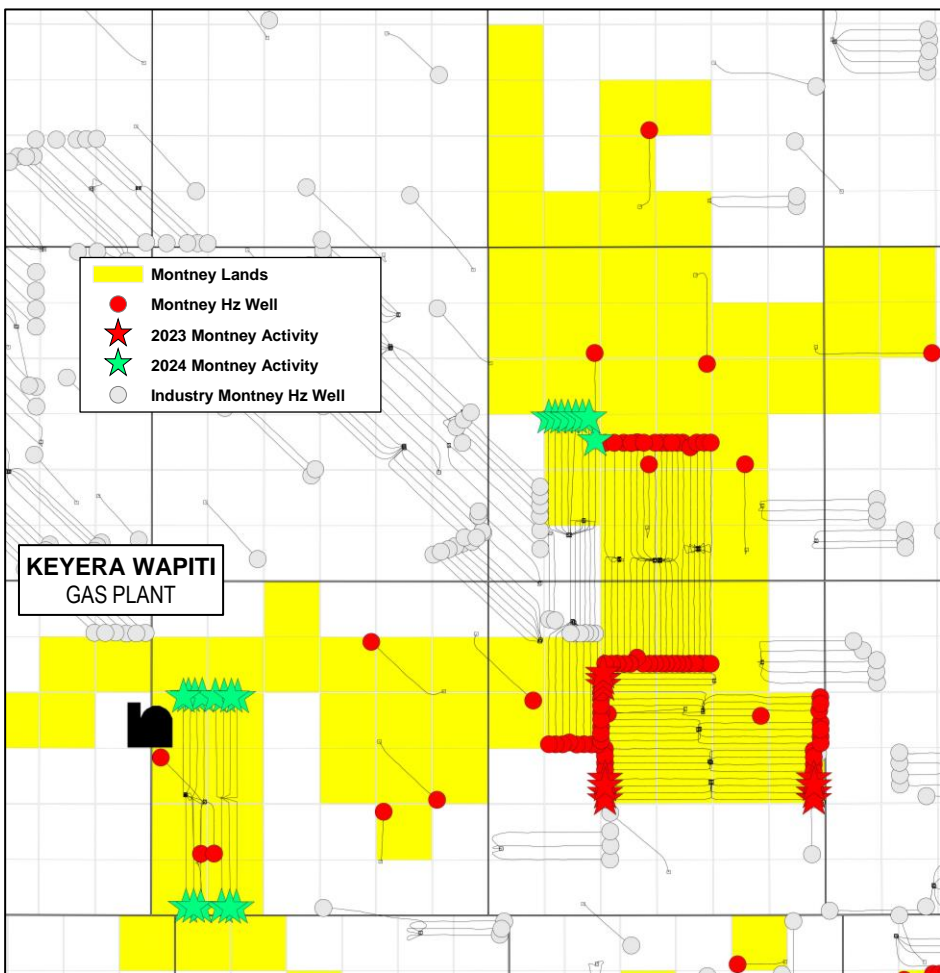 Montney Lands
Montney Hz Well
2023 Montney Activity
2024 Montney Activity
Industry Montney Hz Well
KEYERA WAPITI
GAS PLANT